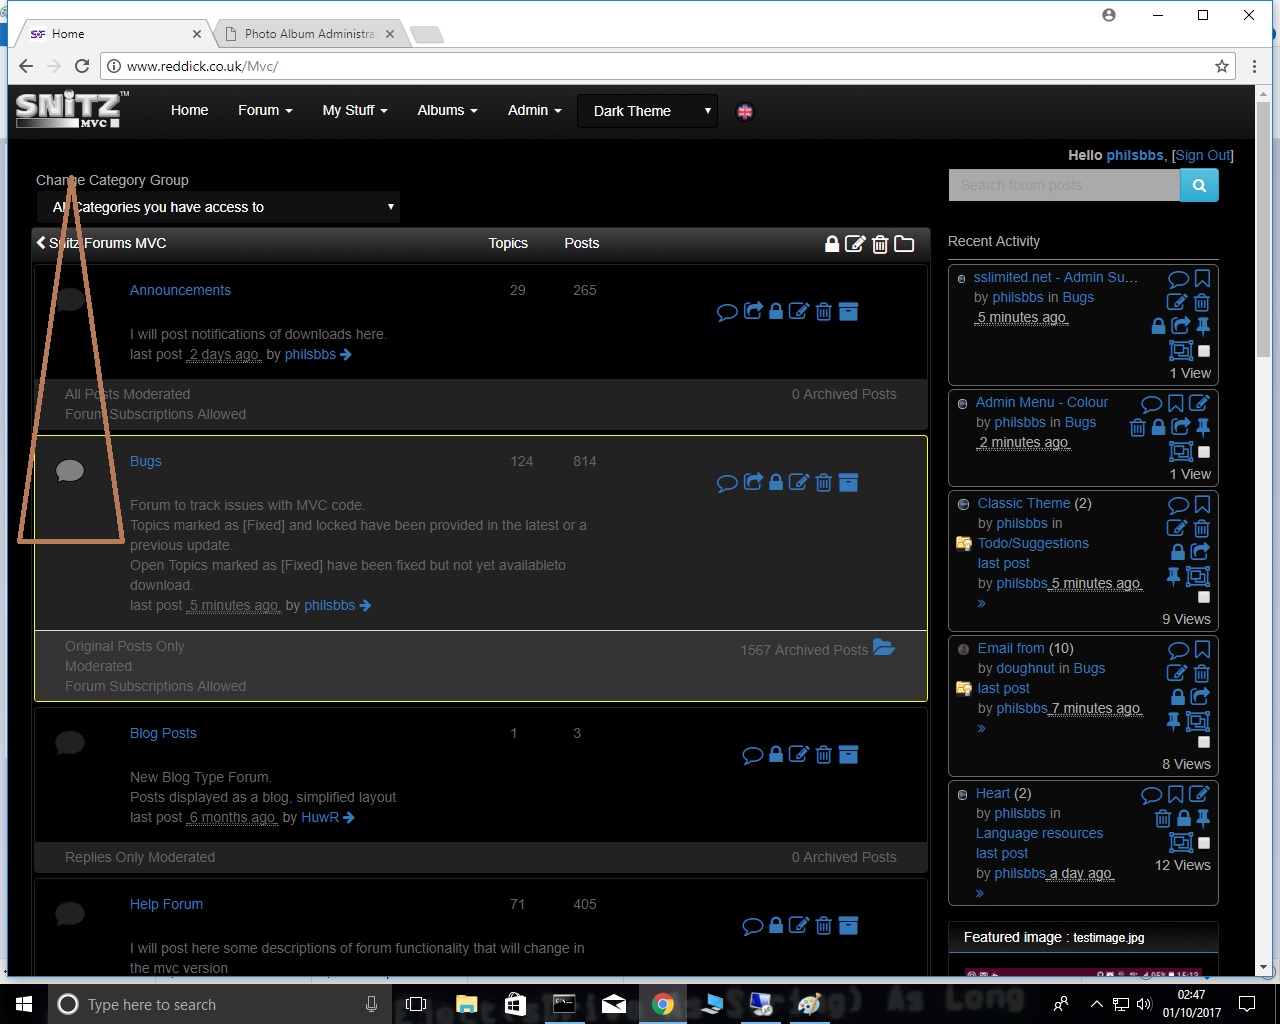 Home
Photo Album Administra
www.reddick.co.uk/Mvc/
SNiTZ™
MVC
Home Forum My Stuff Albums Admin Dark Theme
Hello philsbbs, [Sign Out]
Change Category Group
All Categories you have access to
Search forum posts
Snitz Forums MVC Topics Posts
Announcements 29 265
I will post notifications of downloads here.
last post 2 days ago by philsbbs
All Posts Moderated 0 Archived Posts
Forum Subscriptions Allowed
Bugs 124 814
Forum to track issues with MVC code.
Topics marked as [Fixed] and locked have been provided in the latest or a
previous update.
Open Topics marked as [Fixed] have been fixed but not yet availableto
download.
last post 5 minutes ago by philsbbs
Original Posts Only 1567 Archived Posts
Moderated
Forum Subscriptions Allowed
Blog Posts 1 3
New Blog Type Forum.
Posts displayed as a blog, simplified layout
last post 6 months ago by HuwR
Replies Only Moderated 0 Archived Posts
Help Forum 71 405
I will post here some descriptions of forum functionality that will change in
the mvc version
Recent Activity
sslimited.net - Admin Su...
by philsbbs in Bugs
5 minutes ago
1 View
Admin Menu - Colour
by philsbbs in Bugs
2 minutes ago
1 View
Classic Theme (2)
by philsbbs in
Todo/Suggestions
last post
by philsbbs 5 minutes ago
»
9 Views
Email from (10)
by doughnut in Bugs
last post
by philsbbs 7 minutes ago
»
8 Views
Heart (2)
by philsbbs in
Language resources
last post
by philsbbs a day ago
»
12 Views
Featured image : testimage.jpg
Type here to search
As Long
02:47
01/10/2017